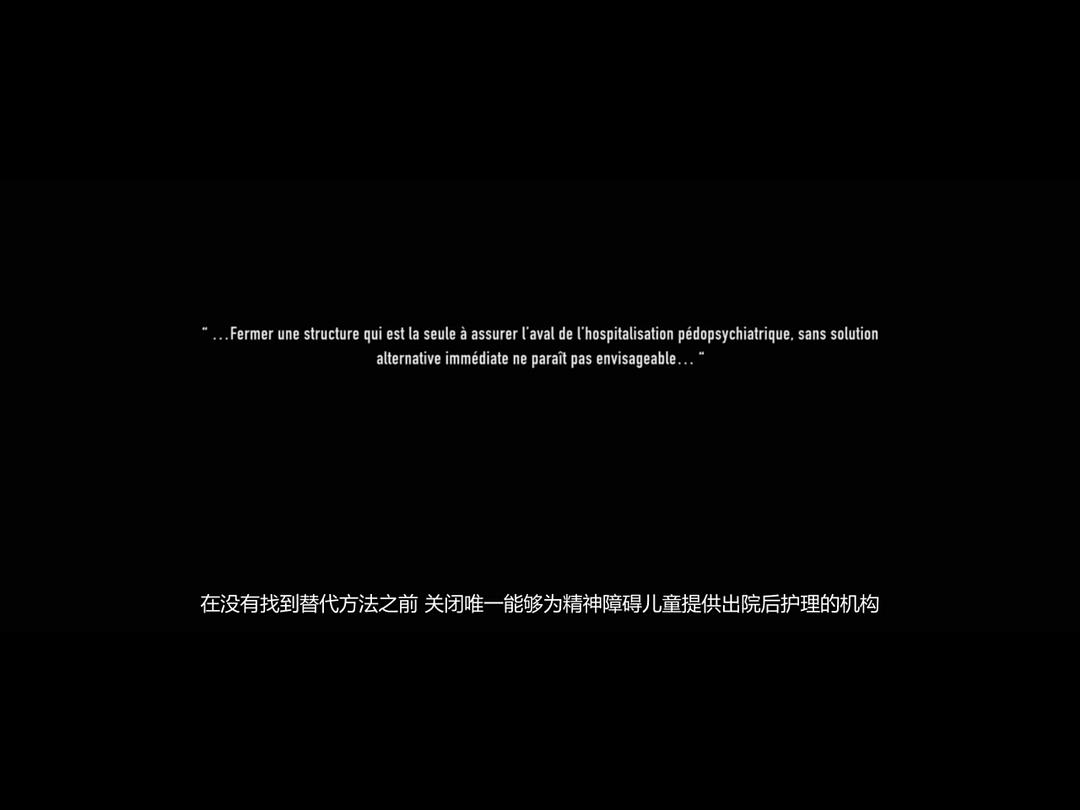 “ …Fermer une structure qui est la seule à assurer l’aval de l’hospitalisation pédopsychiatrique, sans solution
alternative immédiate ne paraît pas envisageable… “
在没有找到替代方法之前 关闭唯一能够为精神障碍儿童提供出院后护理的机构